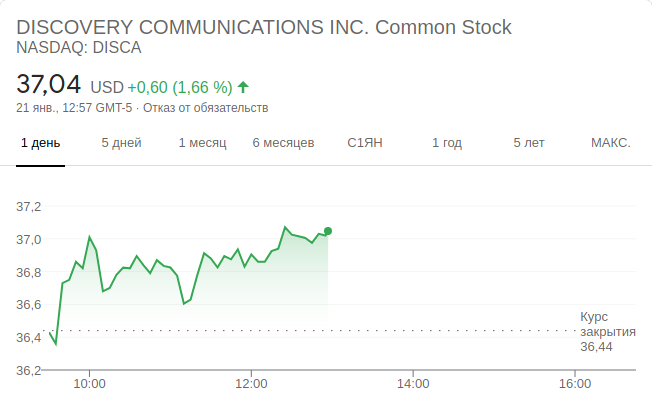 DISCOVERY COMMUNICATIONS INC. Common Stock
NASDAQ: DISCA
37,04 USD +0,60 (1,66 %)
21 янв., 12:57 GMT-5 · Отказ от обязательств
1 день 5 дней 1 месяц 6 месяцев С1ЯН 1 год 5 лет МАКС.
37,2
37,0
36,8
36,6
36,4
36,2
Курс
закрытия
36,44
10:00 12:00 14:00 16:00